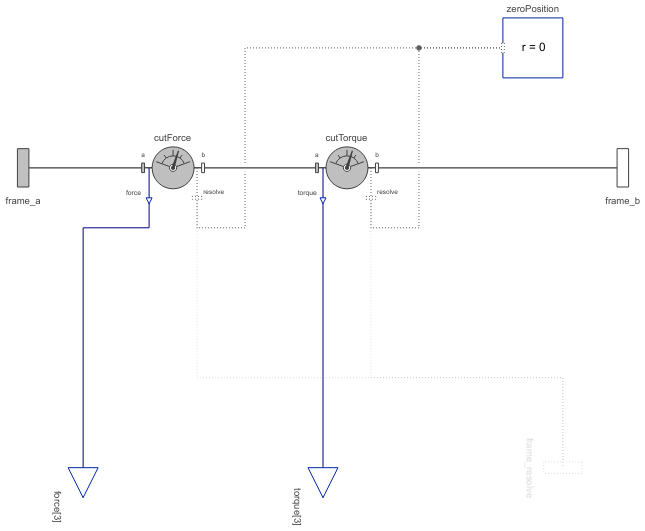 zeroPosition
r = 0
cutForce
cutTorque
a
b
a
b
force
resolve
torque
resolve
frame_a
frame_b
frame_resolve
force[3]
torque[3]